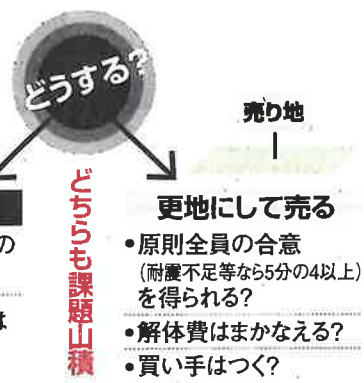 どうする?
売り地
どちらも課題山積
更地にして売る
•原則全員の合意
(耐震不足等なら5分の4以上)
を得られる?
•解体費はまかなえる?
•買い手はつく?
の
は